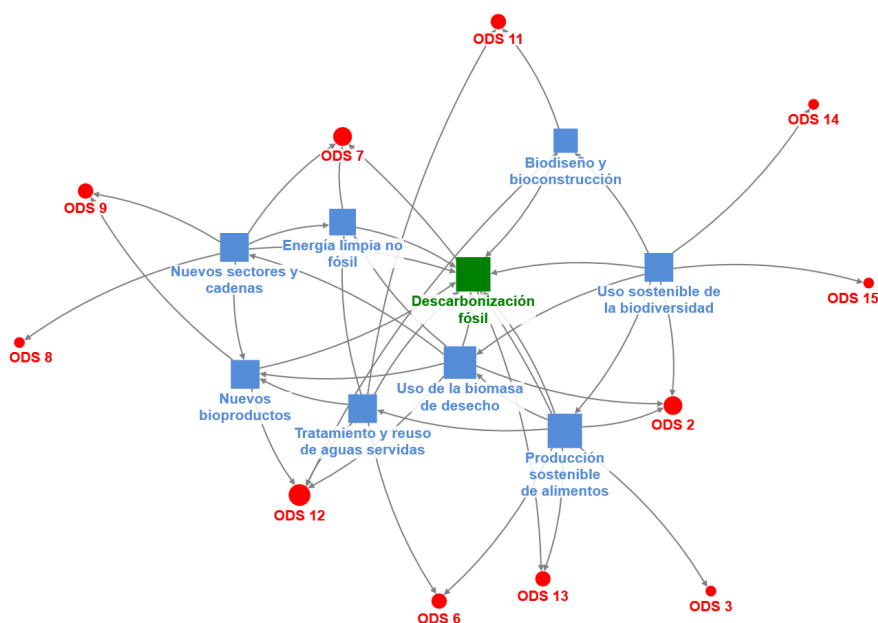 ODS 11
ODS 14
ODS 7
Biodiseño y
bioconstrucción
ODS 9
Energía limpia no
fósil
Nuevos sectores y
cadenas
Descarbonización
fósil
Uso sostenible de
la biodiversidad
ODS 15
ODS 8
Nuevos
bioproductos
Uso de la biomasa
de desecho
Tratamiento y reuso
de aguas servidas
ODS 2
Producción
sostenible
de alimentos
ODS 12
ODS 13
ODS 3
ODS 6